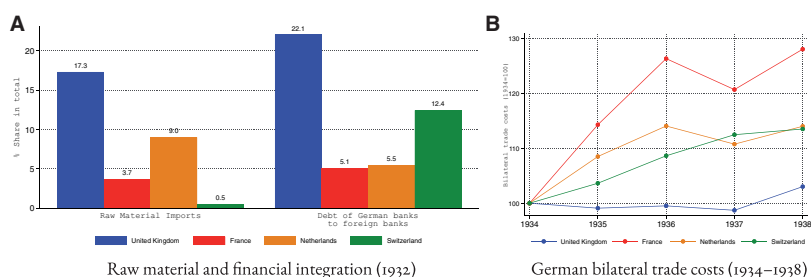 A
% Share in total
20
15
10
5
0
17.3
3.7
9.0
0.5
22.1
5.1
5.5
12.4
Raw Material Imports
Debt of German banks
to foreign banks
United Kingdom France Netherlands Switzerland
Raw material and financial integration (1932)
B
Bilateral trade costs (1934=100)
130
120
110
100
1934 1935 1936 1937 1938
United Kingdom France Netherlands Switzerland
German bilateral trade costs (1934–1938)